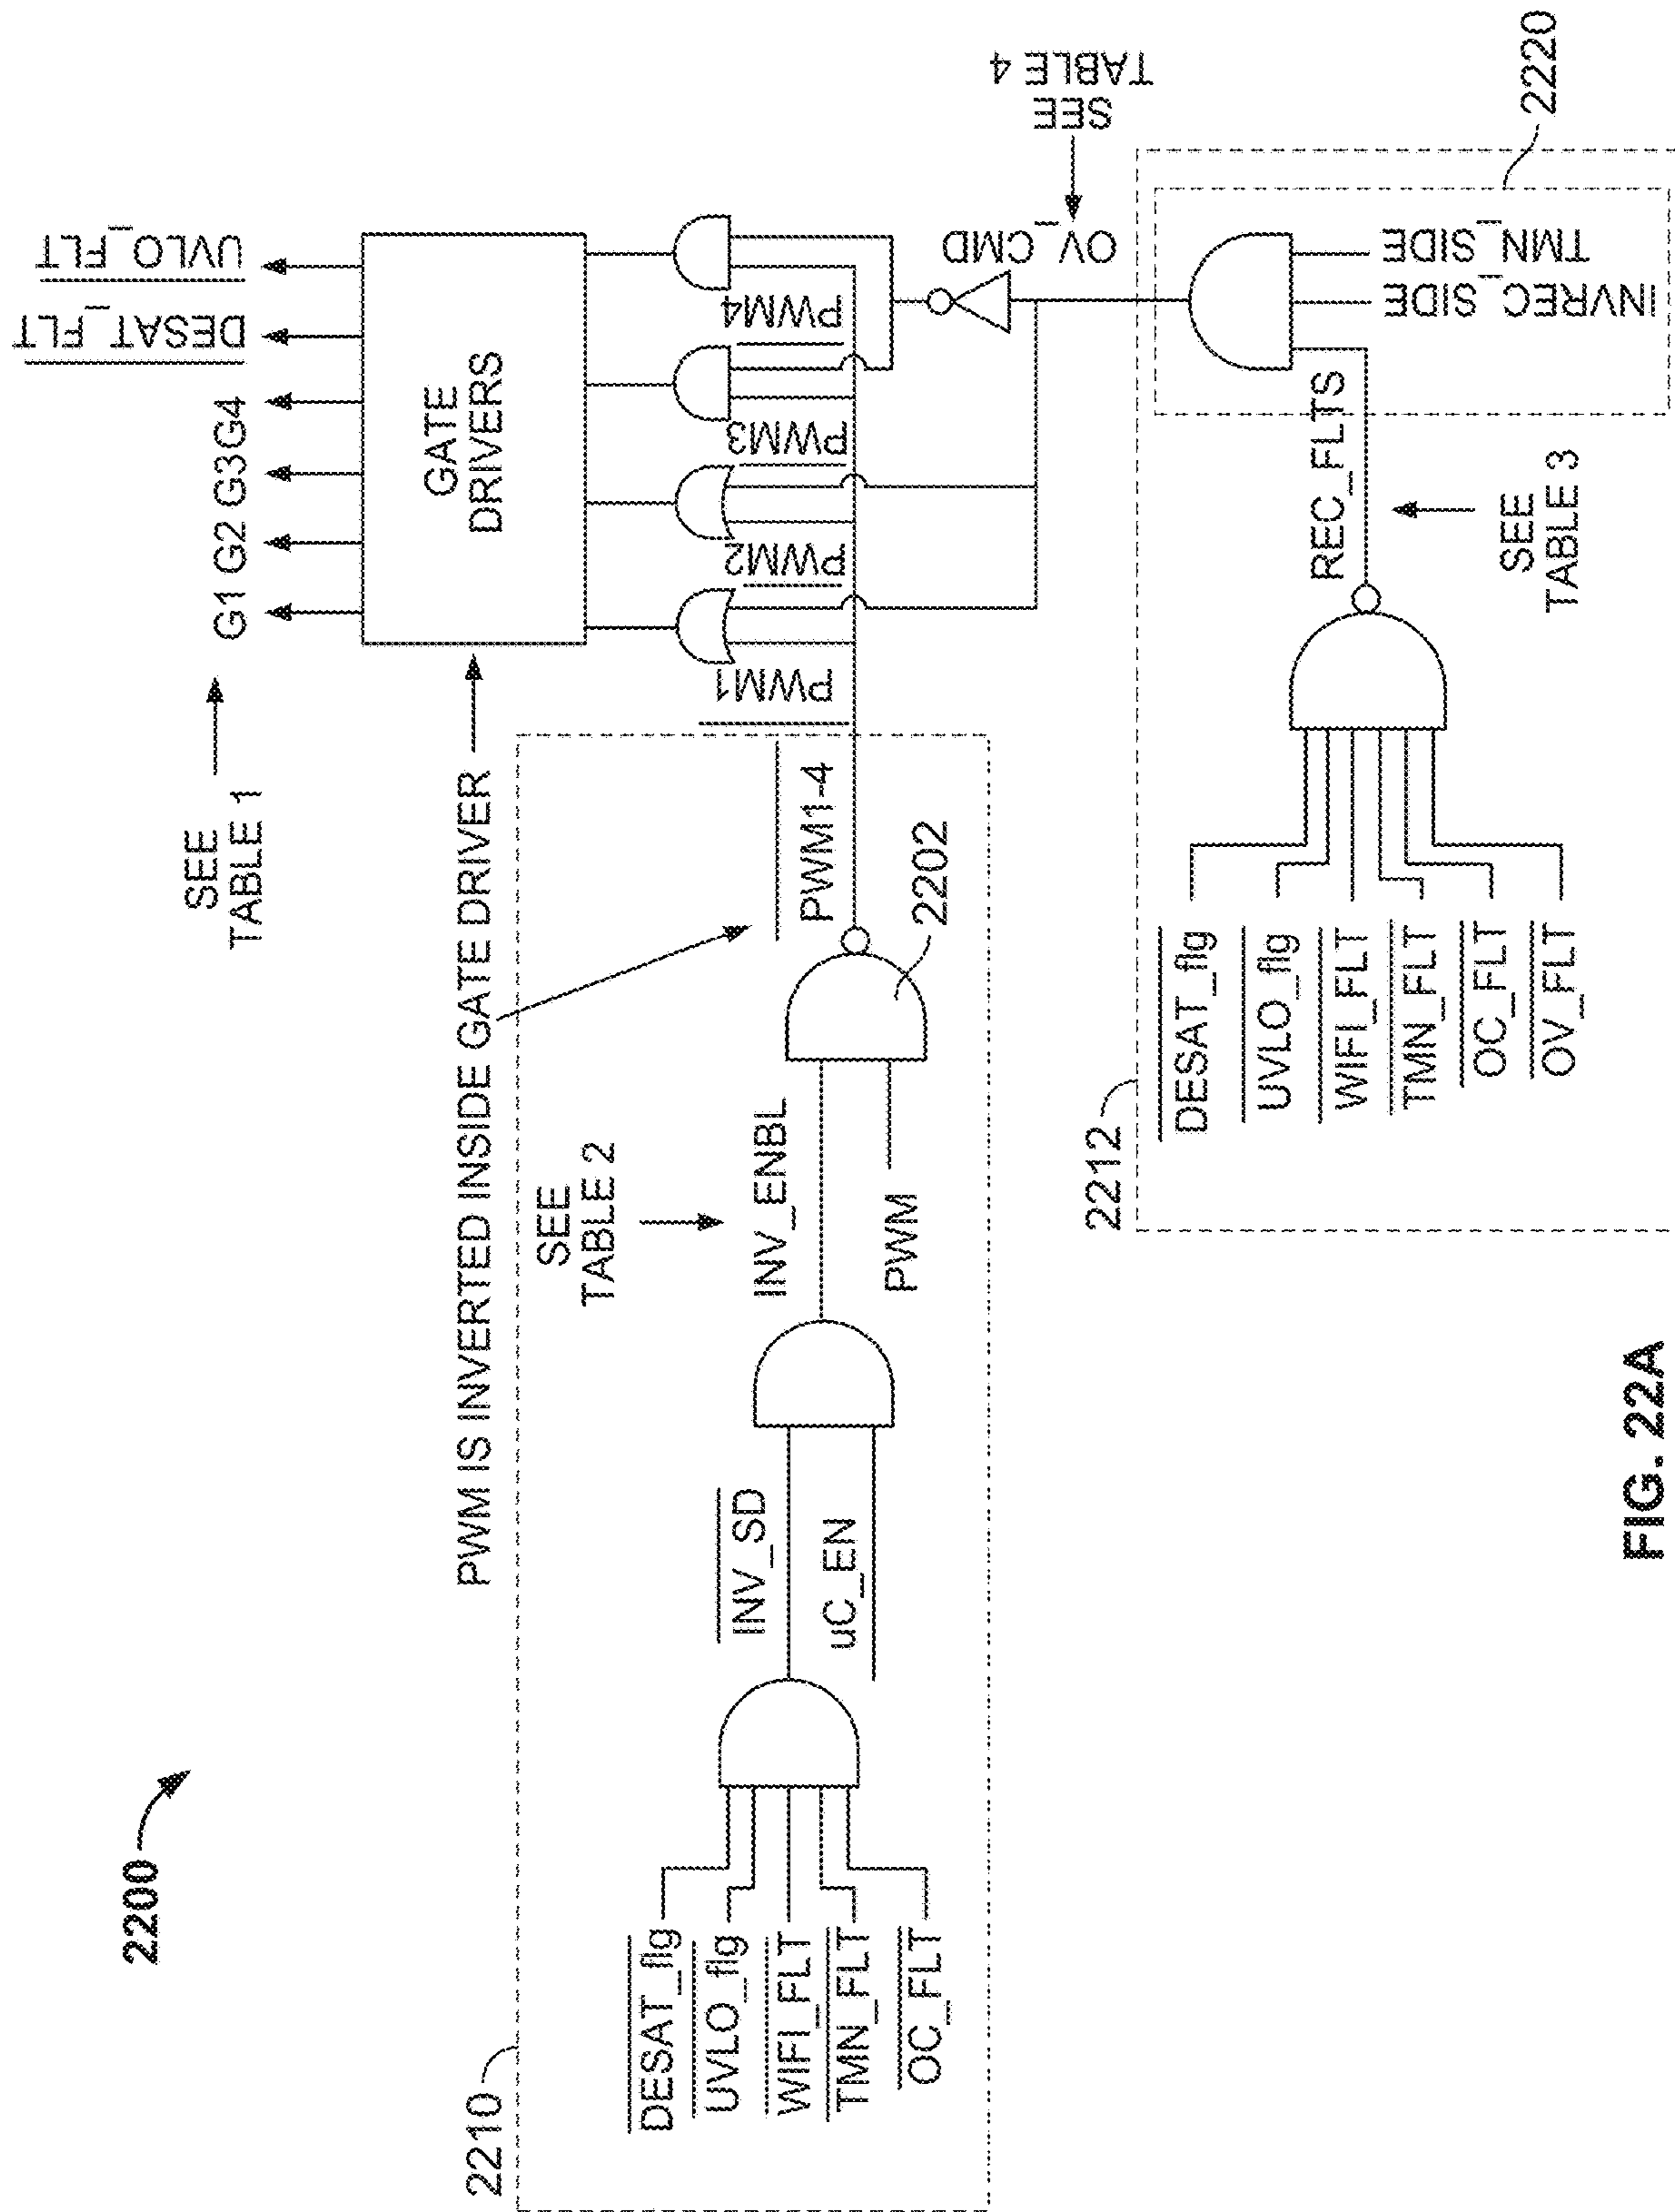 2200
SEE
TABLE 1
G1 G2 G3 G4
DESAT_FLT
UVLO_FLT
PWM IS INVERTED INSIDE GATE DRIVER
GATE
DRIVERS
2210
DESAT_flg
UVLO_flg
WIFI_FLT
TMN_FLT
OC_FLT
INV_SD
uC_EN
SEE
TABLE 2
INV_ENBL
PWM
2202
PWM1-4
PWM1
PWM2
PWM3
PWM4
OV_CMD
SEE
TABLE 4
2212
DESAT_flg
UVLO_flg
WIFI_FLT
TMN_FLT
OC_FLT
OV_FLT
REC_FLTS
SEE
TABLE 3
INVREC_SIDE
TMN_SIDE
2220
FIG. 22A